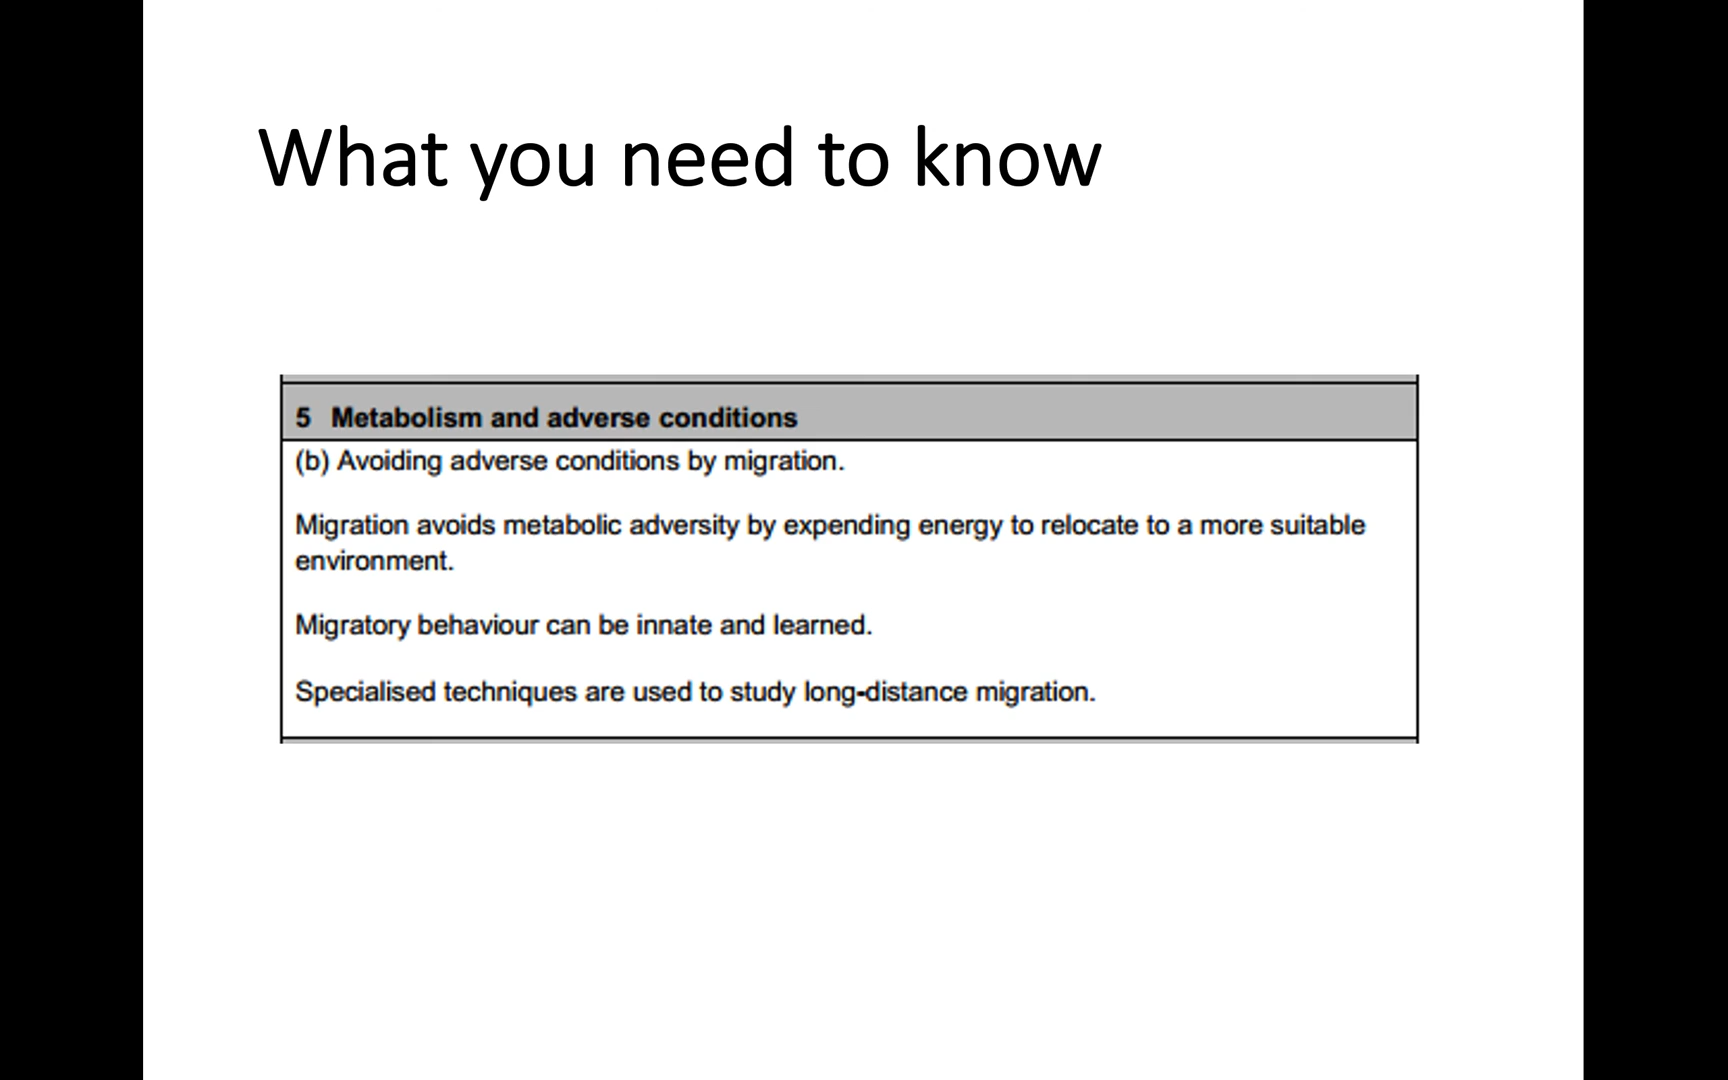 What you need to know
5 Metabolism and adverse conditions
(b) Avoiding adverse conditions by migration.
Migration avoids metabolic adversity by expending energy to relocate to a more suitable
environment.
Migratory behaviour can be innate and learned.
Specialised techniques are used to study long-distance migration.